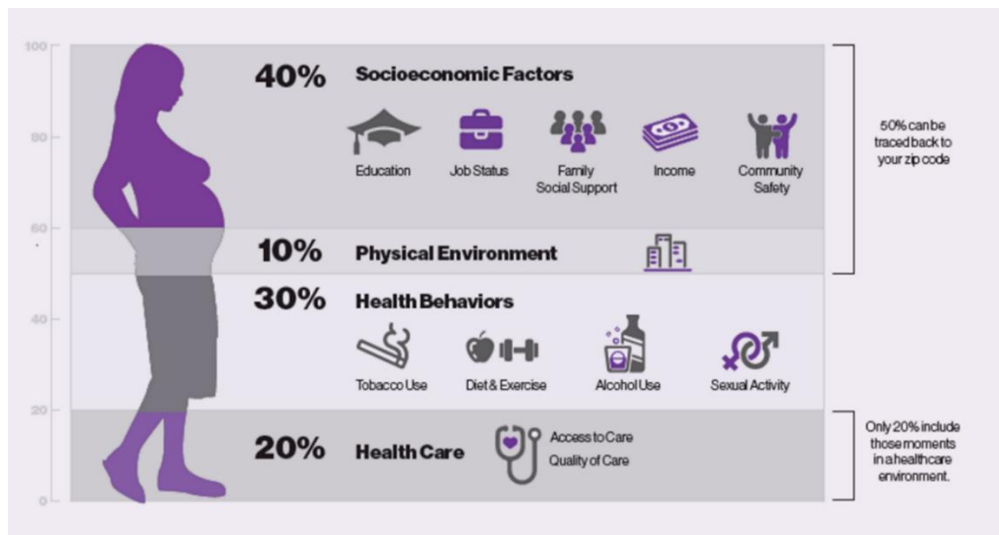 100
80
60
40
20
0
40% Socioeconomic Factors
Education
Job Status
Family
Social Support
Income
Community
Safety
10% Physical Environment
30% Health Behaviors
Tobacco Use
Diet & Exercise
Alcohol Use
Sexual Activity
20% Health Care
Access to Care
Quality of Care
50% can be
traced back to
your zip code
Only 20% include
those moments
in a healthcare
environment.